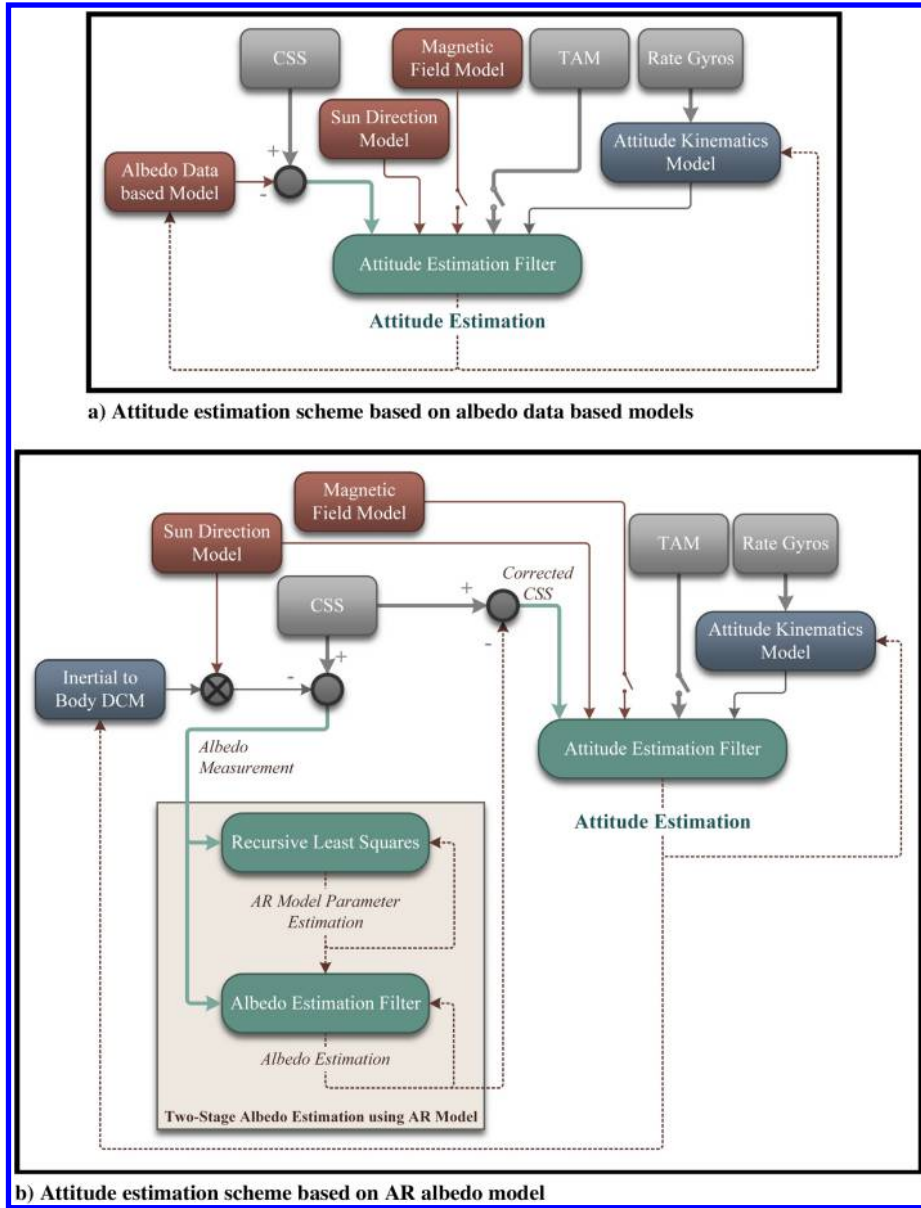 CSS
Magnetic
Field Model
TAM
Rate Gyros
Sun Direction
Model
Attitude Kinematics
Model
+
Albedo Data
based Model
-
Attitude Estimation Filter
Attitude Estimation
a) Attitude estimation scheme based on albedo data based models
Magnetic
Field Model
Sun Direction
Model
TAM
Rate Gyros
CSS
+
Corrected
CSS
-
Attitude Kinematics
Model
+
Inertial to
Body DCM
-
Attitude Estimation Filter
Albedo
Measurement
Attitude Estimation
Recursive Least Squares
AR Model Parameter
Estimation
Albedo Estimation Filter
Albedo Estimation
Two-Stage Albedo Estimation using AR Model
b) Attitude estimation scheme based on AR albedo model